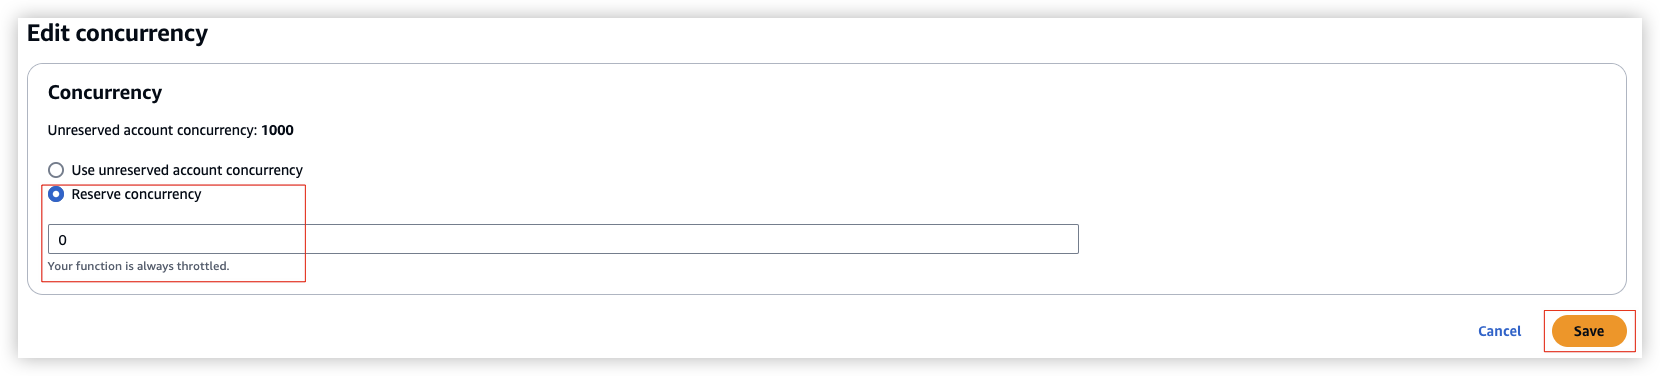 Edit concurrency
Concurrency
Unreserved account concurrency: 1000
Use unreserved account concurrency
Reserve concurrency
0
Your function is always throttled.
Cancel Save